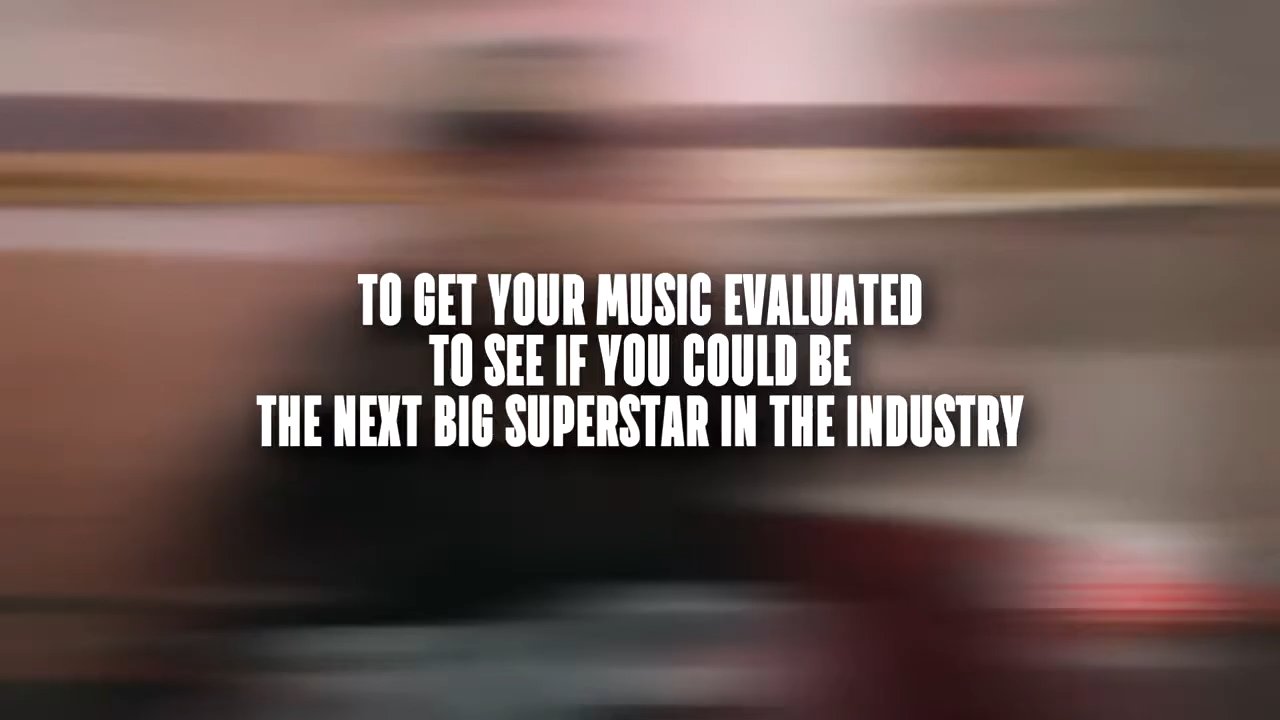 TO GET YOUR MUSIC EVALUATED
TO SEE IF YOU COULD BE
THE NEXT BIG SUPERSTAR IN THE INDUSTRY